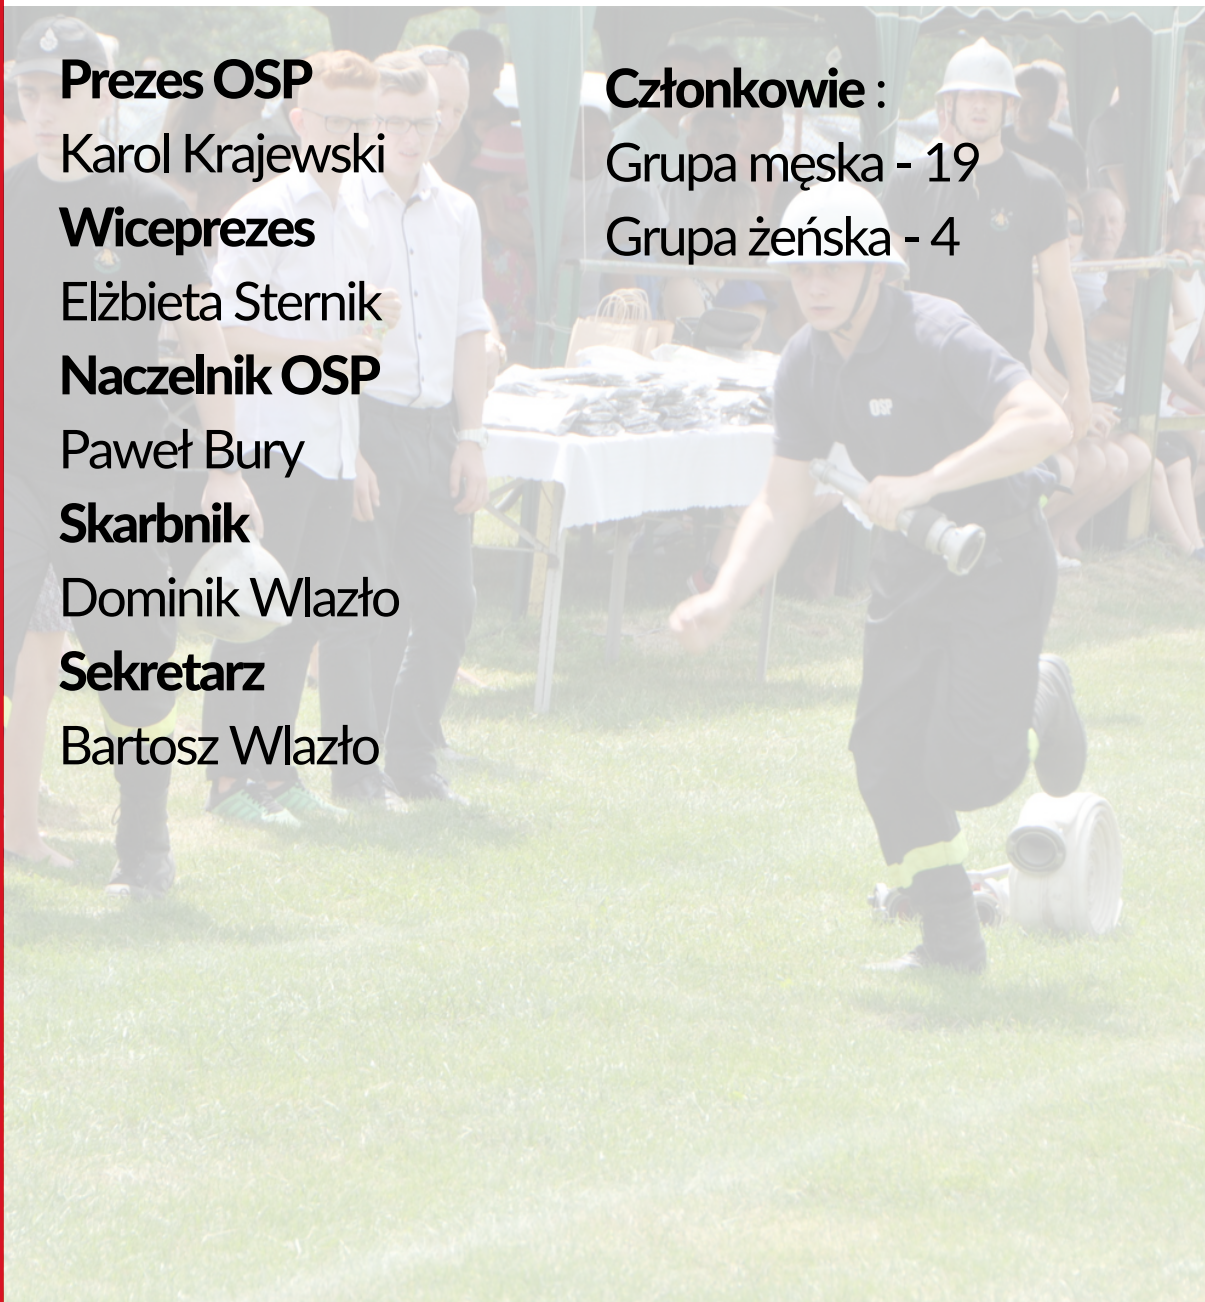 Prezes OSP
Karol Krajewski
Wiceprezes
Elżbieta Sternik
Naczelnik OSP
Paweł Bury
Skarbnik
Dominik Wlazło
Sekretarz
Bartosz Wlazło
Członkowie :
Grupa męska - 19
Grupa żeńska - 4
OSP